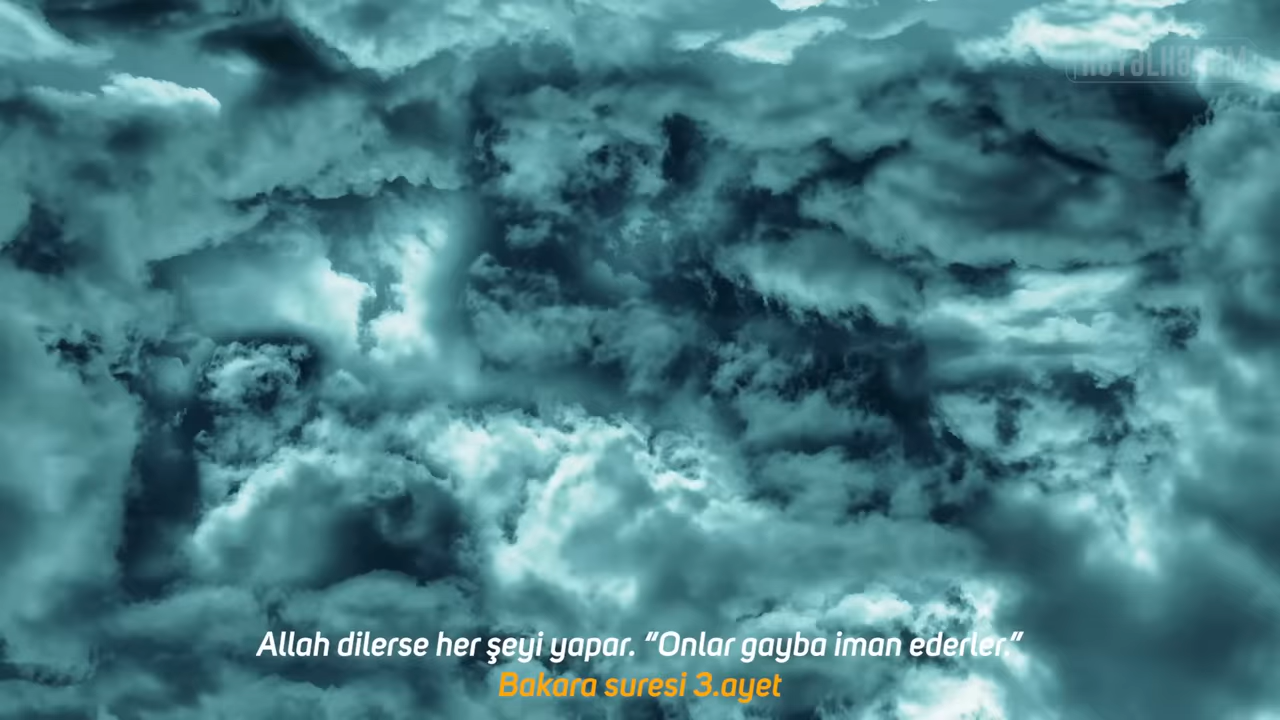 Allah dilerse her şeyi yapar. “Onlar gayba iman ederler.”
Bakara suresi 3.ayet